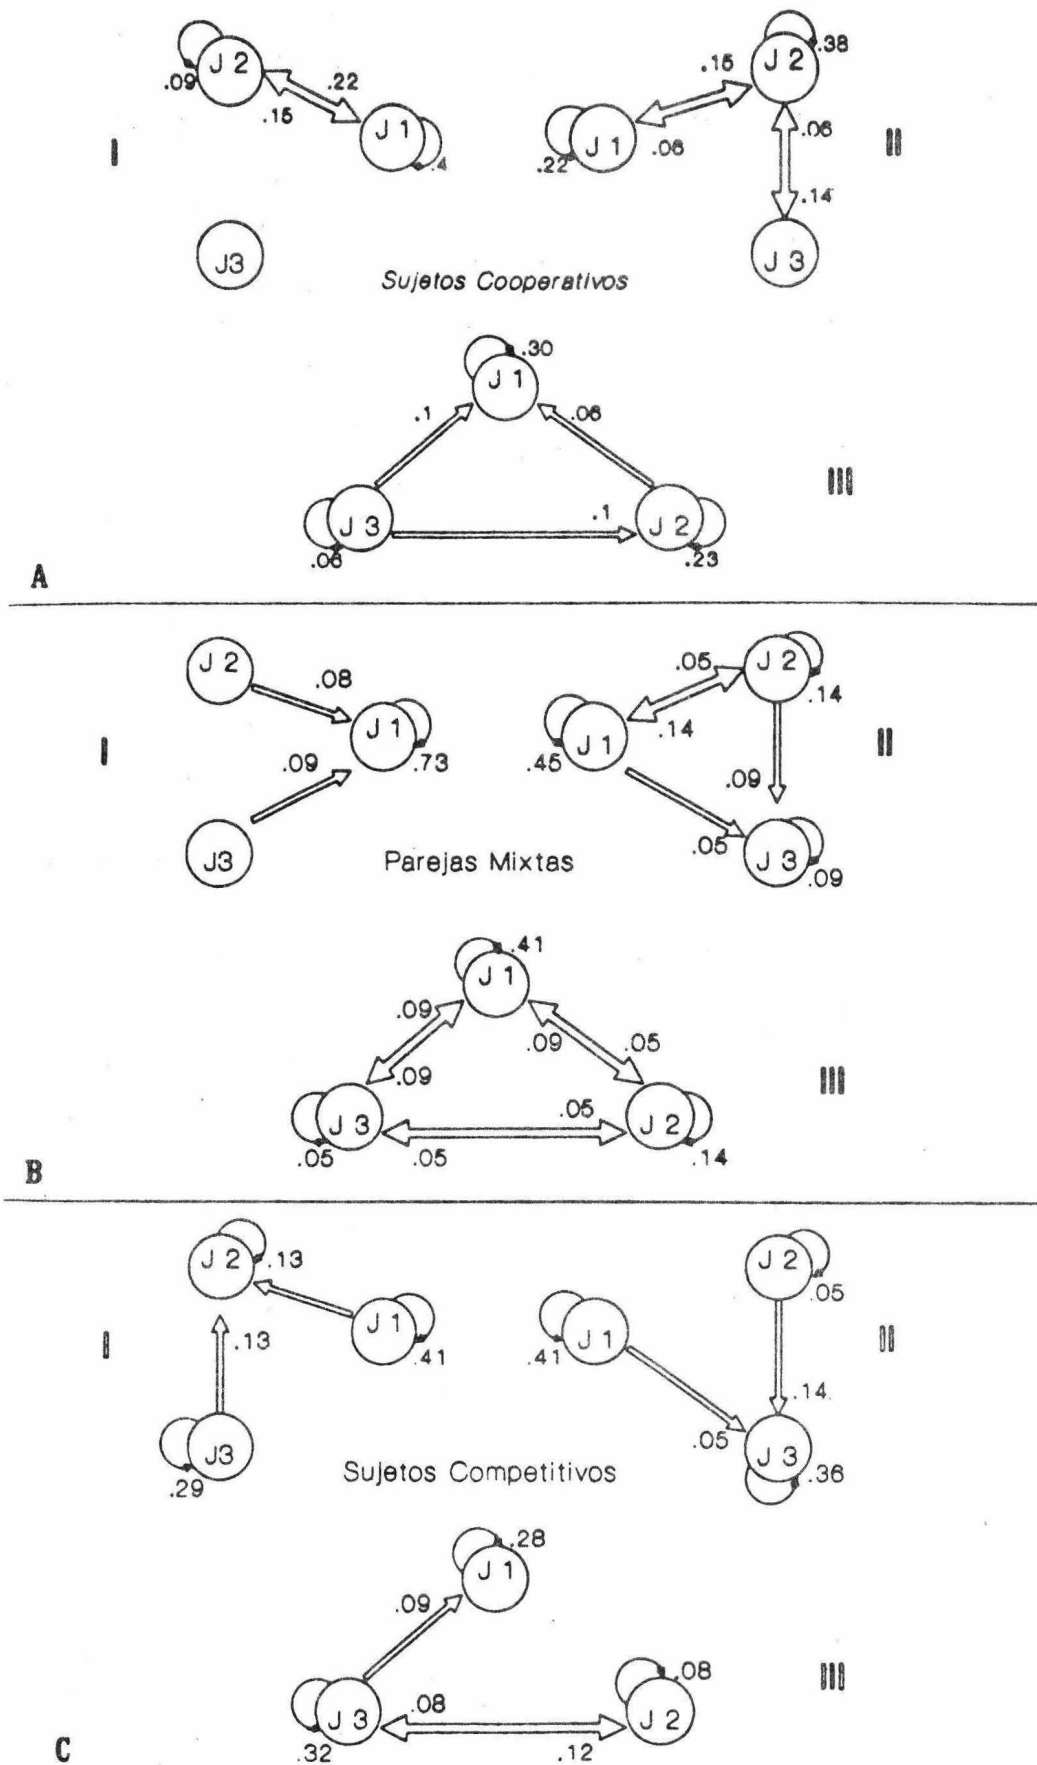 J 2
.09
.22
.15
J 1
.4
I
J3
.15
J 2
.38
J 1
.22
.06
.06
II
.14
J 3
Sujetos Cooperativos
.30
J 1
.1
.06
III
J 3
.1
J 2
.06
.23
A
J 2
.08
J 1
I
.09
.73
J3
.05
J 2
.14
J 1
.14
.45
II
.09
.05
J 3
.09
Parejas Mixtas
.41
J 1
.09
.05
.09
.09
III
J 3
.05
J 2
.05
.05
.14
B
J 2
.13
J 1
I
.13
.41
J3
.29
J 2
.05
J 1
II
.41
.14
.05
J 3
.36
Sujetos Competitivos
.28
J 1
.09
.08
III
J 3
.08
J 2
.32
.12
C